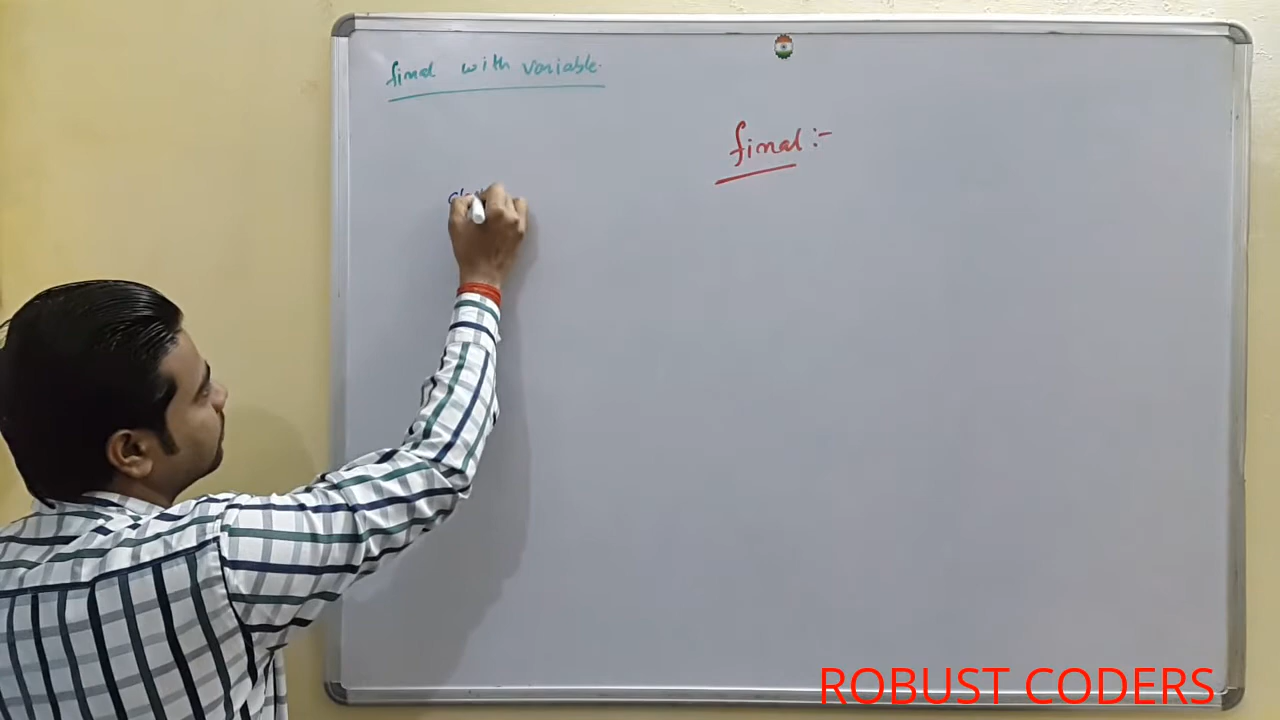 final with variable.
final :-
ROBUST CODERS